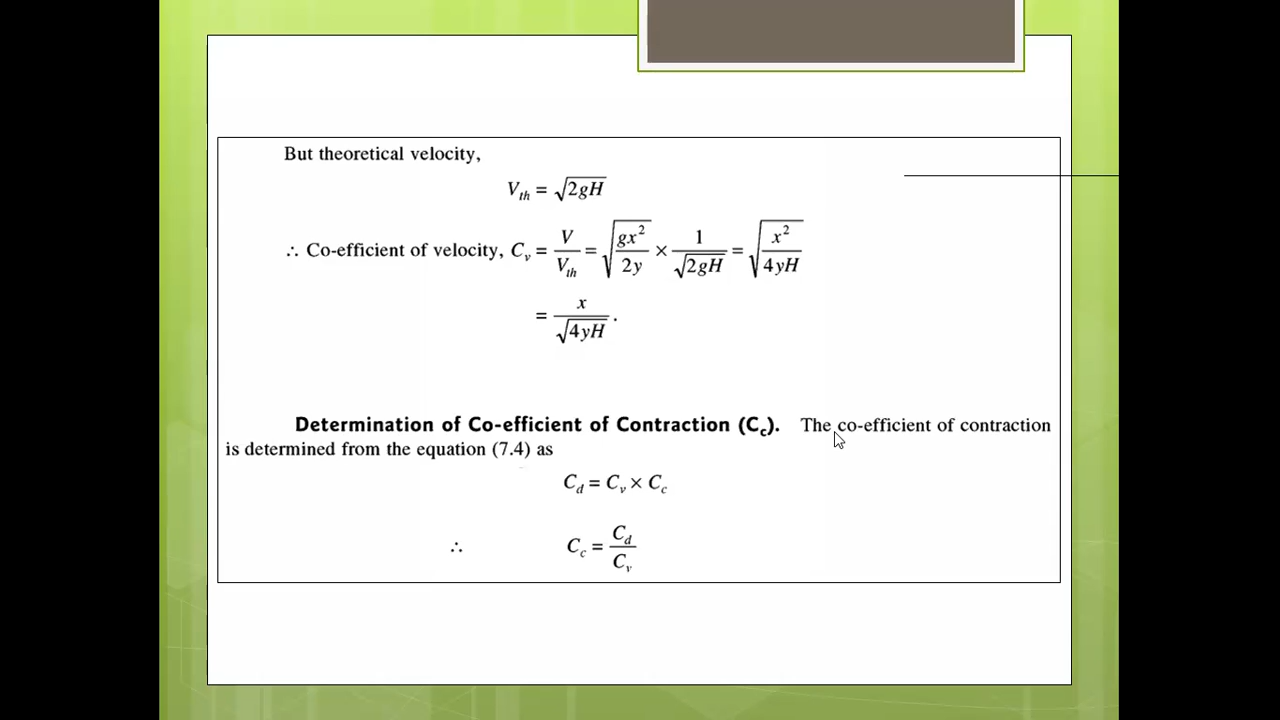 But theoretical velocity,
V_th = √(2gH)
∴ Co-efficient of velocity, C_v = V/V_th = √(gx²/2y) × 1/√(2gH) = √(x²/4yH)
= x/√(4yH) .
Determination of Co-efficient of Contraction (C_c). The co-efficient of contraction
is determined from the equation (7.4) as
C_d = C_v × C_c
∴ C_c = C_d/C_v